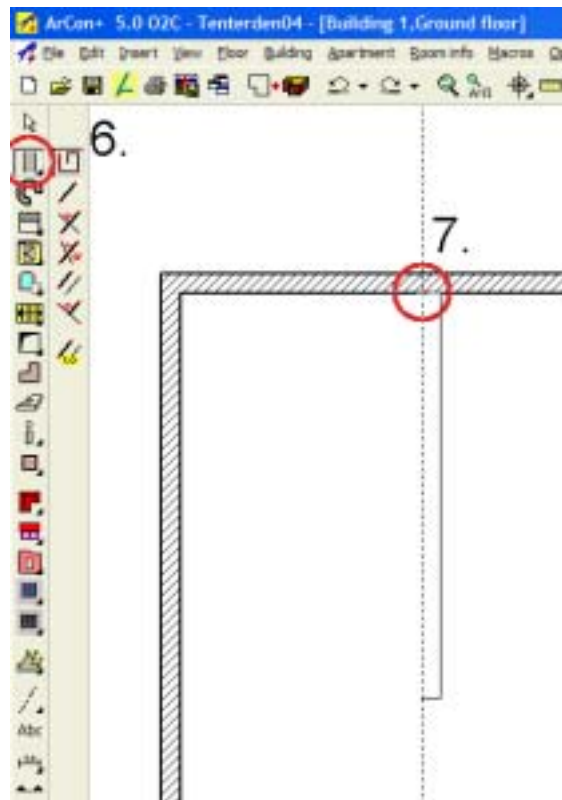 ArCon+ 5.0 O2C - Tenterden04 - [Building 1,Ground floor]
File Edit Insert View Floor Building Apartment Room info Macros
6.
7.
Abc